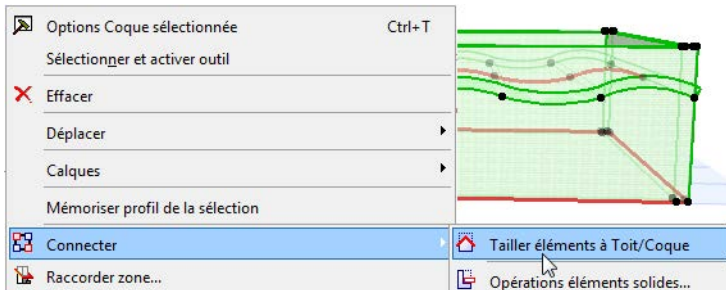 Options Coque sélectionnée Ctrl+T
Sélectionner et activer outil
Effacer
Déplacer
Calques
Mémoriser profil de la sélection
Connecter
Tailler éléments à Toit/Coque
Raccorder zone...
Opérations éléments solides...